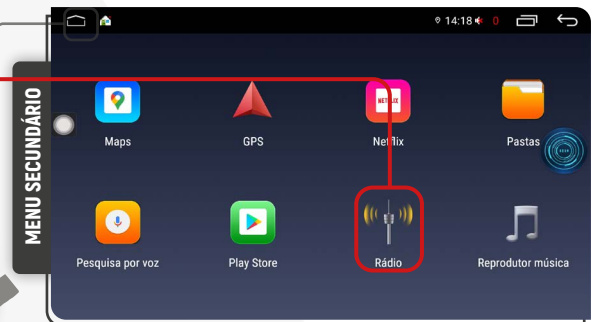 14:18 0
MENU SECUNDÁRIO
NETFLIX
Maps GPS Netflix Pastas
Pesquisa por voz Play Store Rádio Reprodutor música